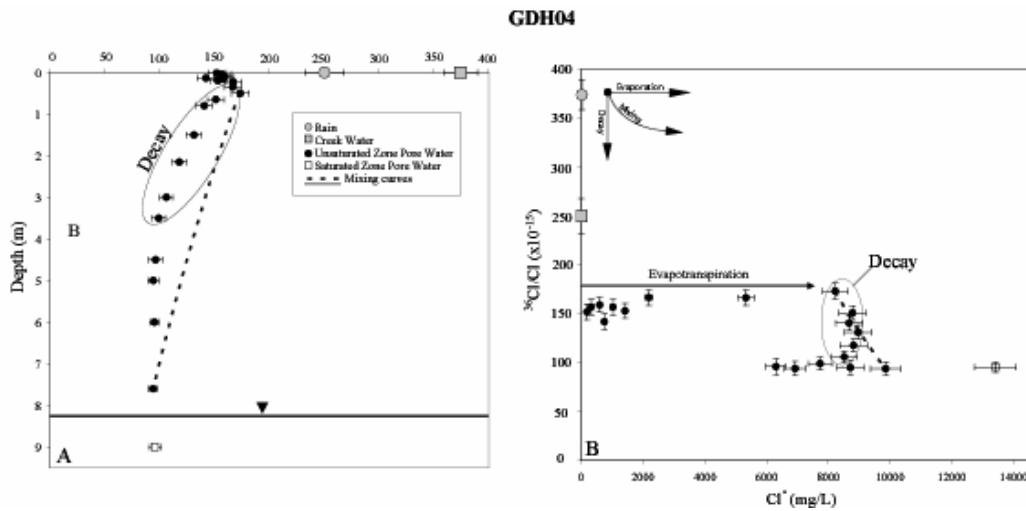 GDH04
0 50 100 150 200 250 300 350 400
0
1
2
3
4
5
6
7
8
9
Depth (m)
Decay
B
Rain
Creek Water
Unsaturated Zone Pore Water
Saturated Zone Pore Water
Mixing curves
A
400
350
300
250
200
150
100
50
0
³⁶Cl/Cl (x10⁻¹⁵)
Evaporation
Mixing
Decay
Evapotranspiration
Decay
B
0 2000 4000 6000 8000 10000 12000 14000
Cl⁻ (mg/L)